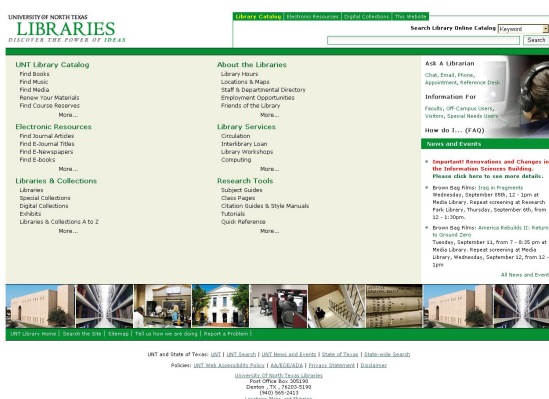 UNIVERSITY OF NORTH TEXAS
LIBRARIES
DISCOVER THE POWER OF IDEAS
Library Catalog | Electronic Resources | Digital Collections | This Website
Search Library Online Catalog Keyword
Search
UNT Library Catalog
Find Books
Find Music
Find Media
Renew Your Materials
Find Course Reserves
More...
Electronic Resources
Find Journal Articles
Find E-Journal Titles
Find E-Newspapers
Find E-books
More...
Libraries & Collections
Libraries
Special Collections
Digital Collections
Exhibits
Libraries & Collections A to Z
More...
About the Libraries
Library Hours
Locations & Maps
Staff & Departmental Directory
Employment Opportunities
Friends of the Library
More...
Library Services
Circulation
Interlibrary Loan
Library Workshops
Computing
More...
Research Tools
Subject Guides
Class Pages
Citation Guides & Style Manuals
Tutorials
Quick Reference
More...
Ask A Librarian
Chat, Email, Phone,
Appointment, Reference Desk
Information For
Faculty, Off-Campus Users,
Visitors, Special Needs Users
How do I... (FAQ)
News and Events
Important! Renovations and Changes in
the Information Sciences Building.
Please click here to see more details.
Brown Bag Films: Iraq in Fragments
Wednesday, September 05th, 12 - 1pm at
Media Library. Repeat screening at Research
Park Library, Thursday, September 6th, from
12 - 1:30pm.
Brown Bag Films: America Rebuilds II: Return
to Ground Zero
Tuesday, September 11, from 7 - 8:35 pm at
Media Library. Repeat screening at Media
Library, Wednesday, September 12, from 12 -
1pm
All News and Event
UNT Library Home | Search the Site | Sitemap | Tell us how we are doing | Report a Problem |
UNT and State of Texas: UNT | UNT Search | UNT News and Events | State of Texas | State-wide Search
Policies: UNT Web Accessibility Policy | AA/EOE/ADA | Privacy Statement | Disclaimer
University Of North Texas Libraries
Post Office Box 305190
Denton , TX , 76203-5190
(940) 565-2413